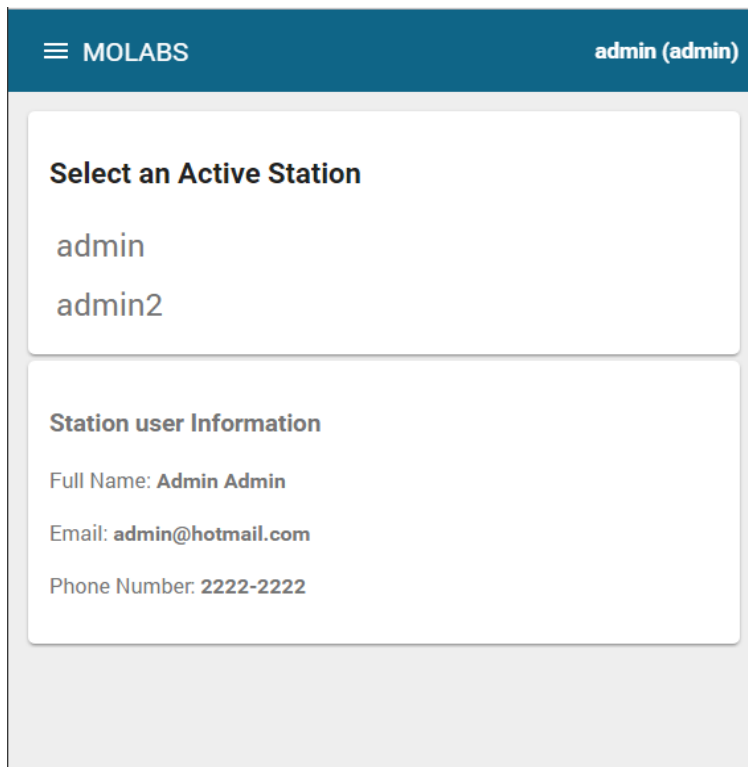 MOLABS admin (admin)
Select an Active Station
admin
admin2
Station user Information
Full Name: Admin Admin
Email: admin@hotmail.com
Phone Number: 2222-2222